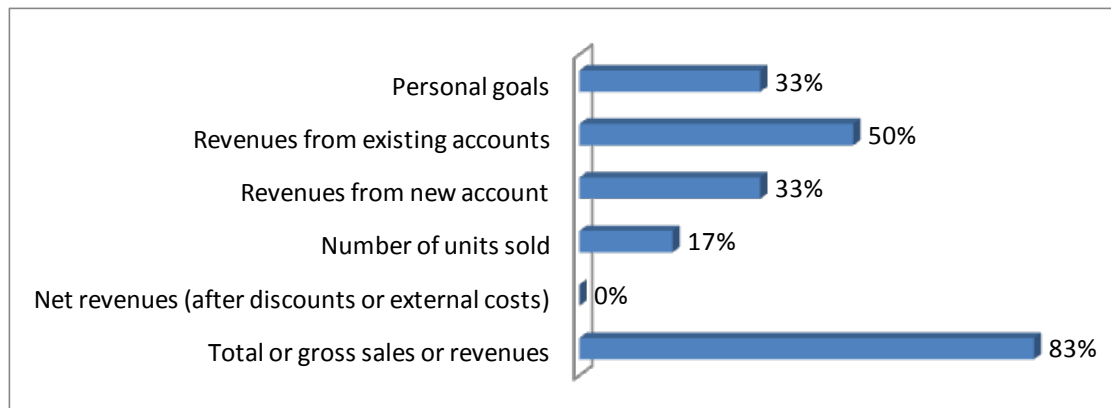 Personal goals 33%
Revenues from existing accounts 50%
Revenues from new account 33%
Number of units sold 17%
Net revenues (after discounts or external costs) 0%
Total or gross sales or revenues 83%